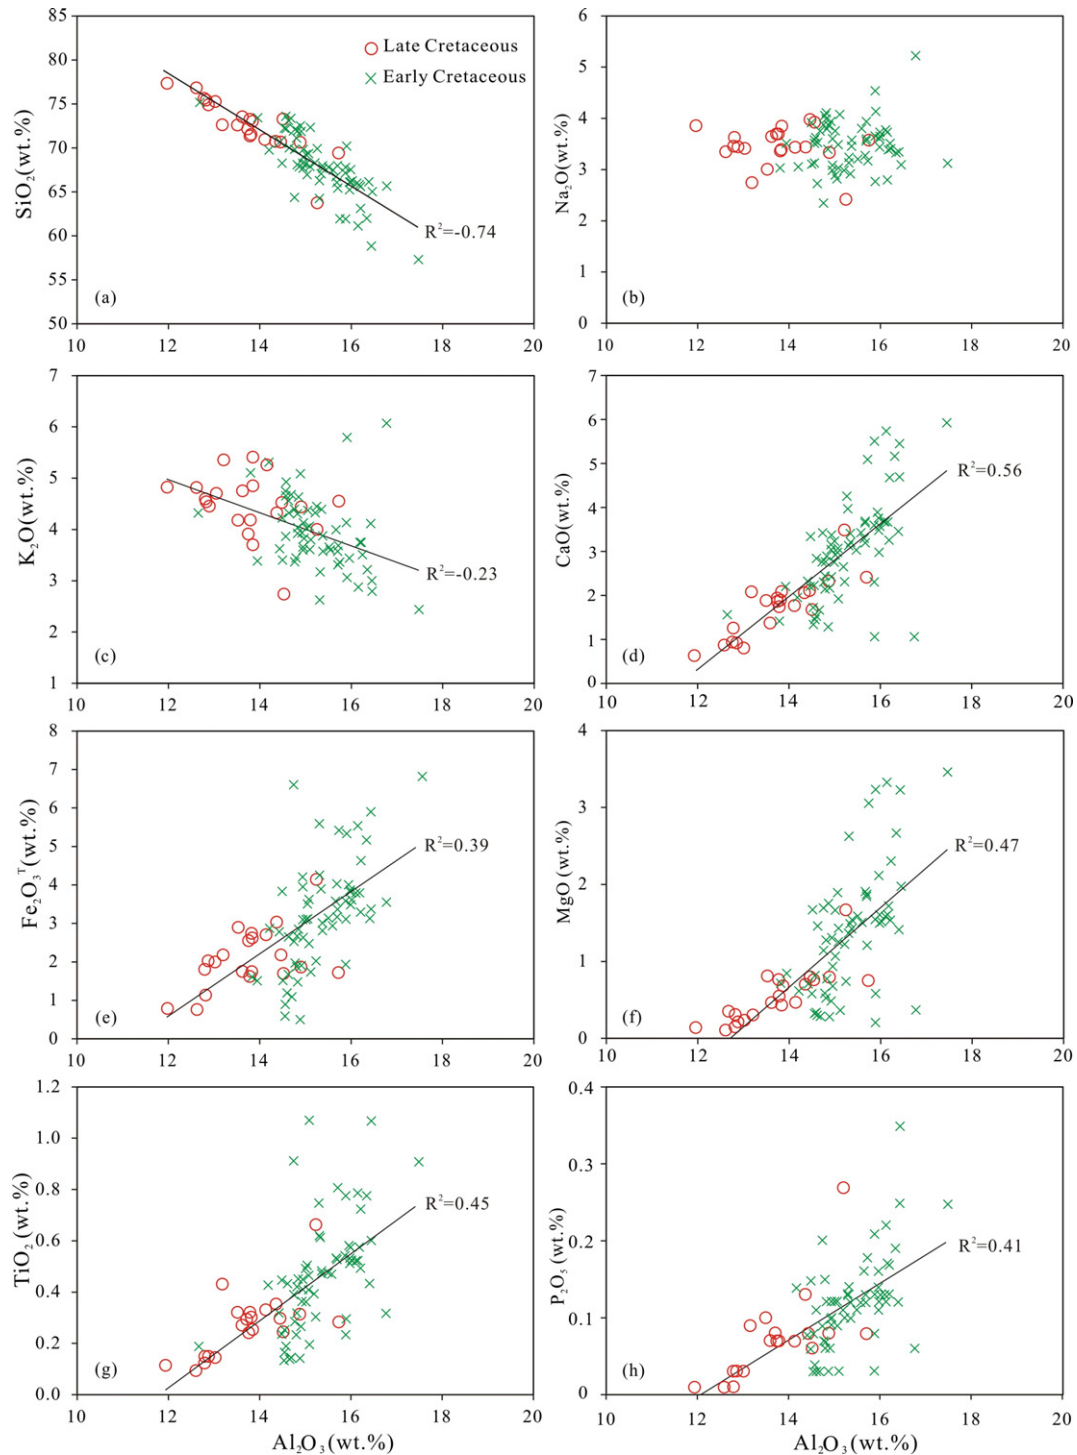 85
80
75
70
65
60
55
50
SiO₂(wt.%)
Late Cretaceous
Early Cretaceous
R²=-0.74
(a)
10 12 14 16 18 20
6
5
4
3
2
1
0
Na₂O(wt.%)
(b)
10 12 14 16 18 20
7
6
5
4
3
2
1
K₂O(wt.%)
R²=-0.23
(c)
10 12 14 16 18 20
7
6
5
4
3
2
1
0
CaO(wt.%)
R²=0.56
(d)
10 12 14 16 18 20
8
7
6
5
4
3
2
1
0
Fe₂O₃ᵀ(wt.%)
R²=0.39
(e)
10 12 14 16 18 20
4
3
2
1
0
MgO(wt.%)
R²=0.47
(f)
10 12 14 16 18 20
1.2
1.0
0.8
0.6
0.4
0.2
0.0
TiO₂(wt.%)
R²=0.45
(g)
10 12 14 16 18 20
Al₂O₃(wt.%)
0.4
0.3
0.2
0.1
0
P₂O₅(wt.%)
R²=0.41
(h)
10 12 14 16 18 20
Al₂O₃(wt.%)